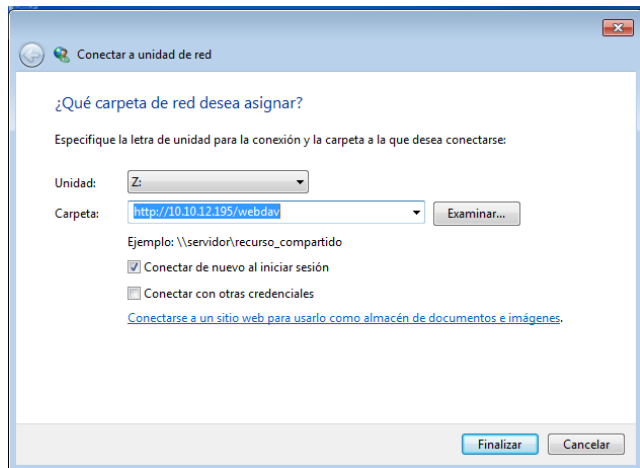 Conectar a unidad de red
¿Qué carpeta de red desea asignar?
Especifique la letra de unidad para la conexión y la carpeta a la que desea conectarse:
Unidad: Z:
Carpeta: http://10.10.12.195/webdav Examinar...
Ejemplo: \\servidor\recurso_compartido
Conectar de nuevo al iniciar sesión
Conectar con otras credenciales
Conectarse a un sitio web para usarlo como almacén de documentos e imágenes.
Finalizar Cancelar